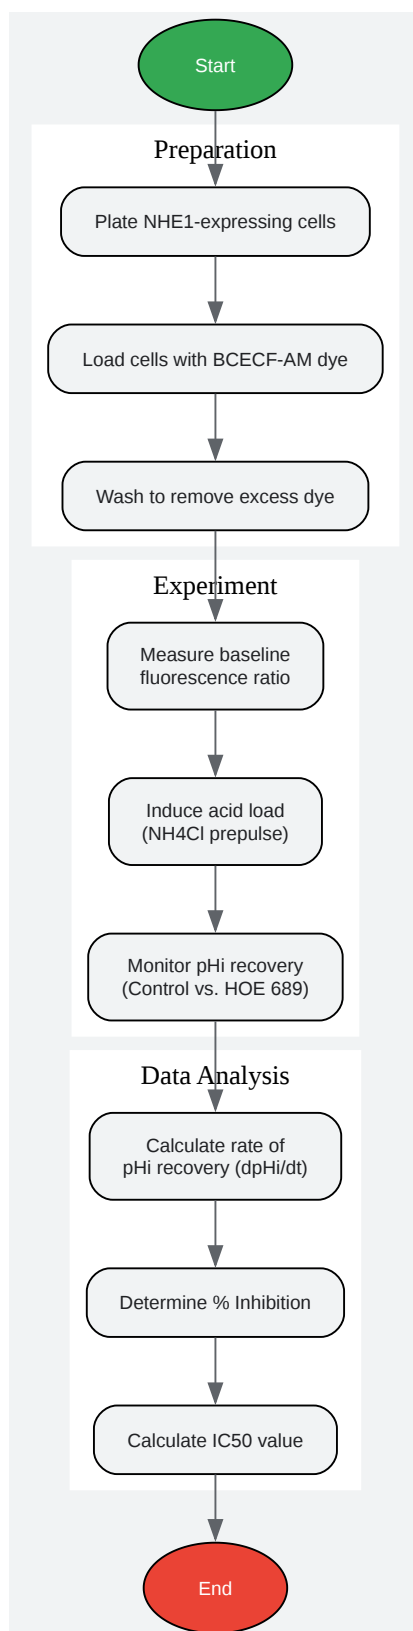 Start
Preparation
Plate NHE1-expressing cells
Load cells with BCECF-AM dye
Wash to remove excess dye
Experiment
Measure baseline
fluorescence ratio
Induce acid load
(NH4Cl prepulse)
Monitor pHi recovery
(Control vs. HOE 689)
Data Analysis
Calculate rate of
pHi recovery (dpHi/dt)
Determine % Inhibition
Calculate IC50 value
End